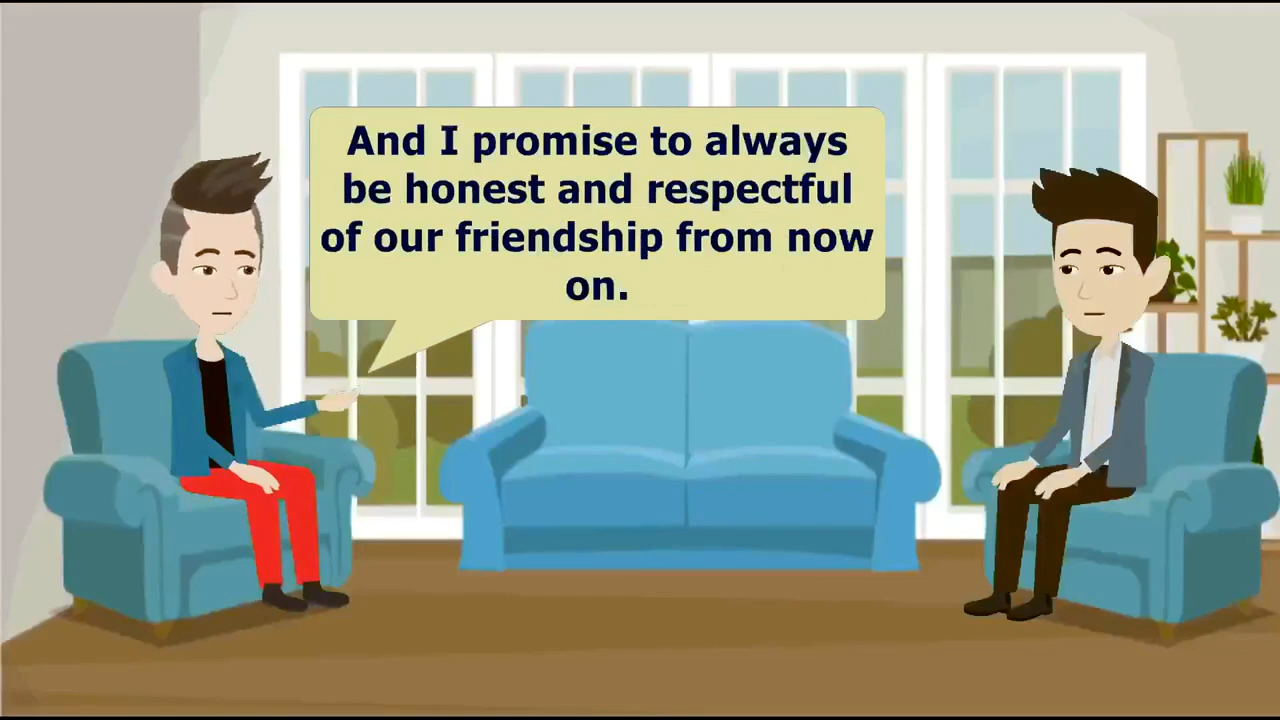 And I promise to always
be honest and respectful
of our friendship from now
on.